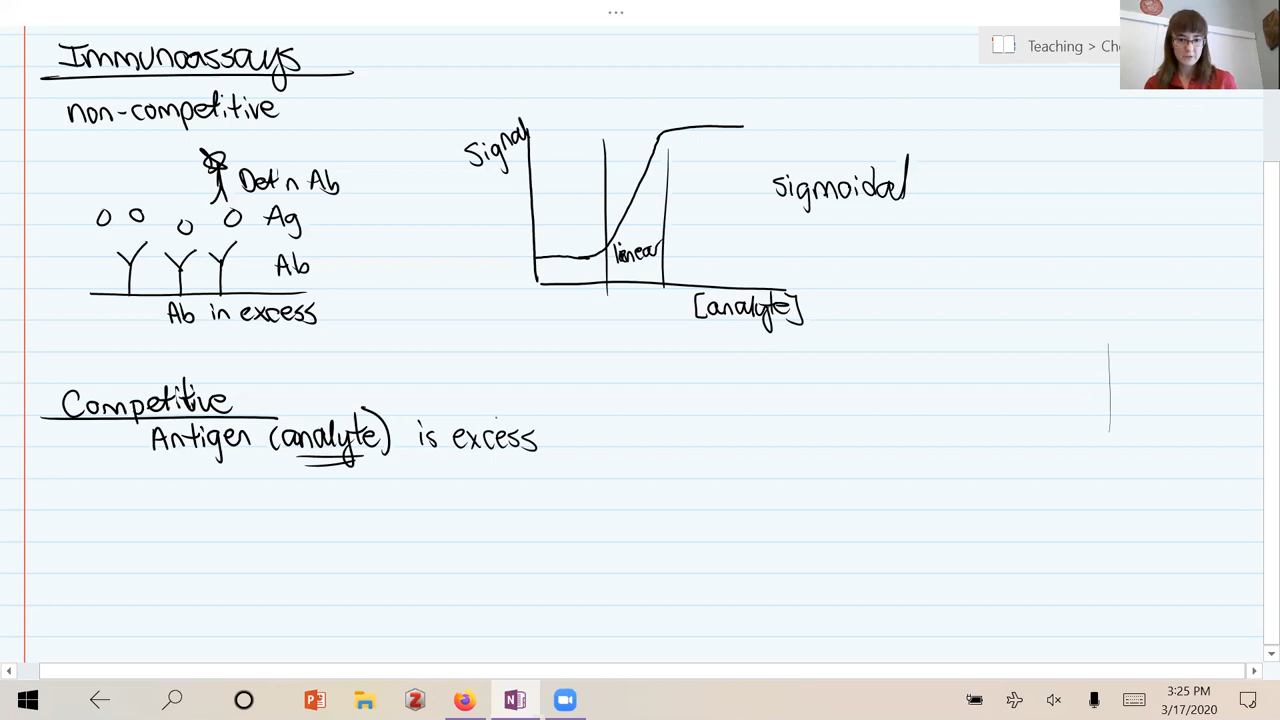 Teaching > Che
Immunoassays
non-competitive
Signal
Det'n Ab
Ag
Ab
Ab in excess
linear
sigmoidal
[analyte]
Competitive
Antigen (analyte) is excess
3:25 PM
3/17/2020